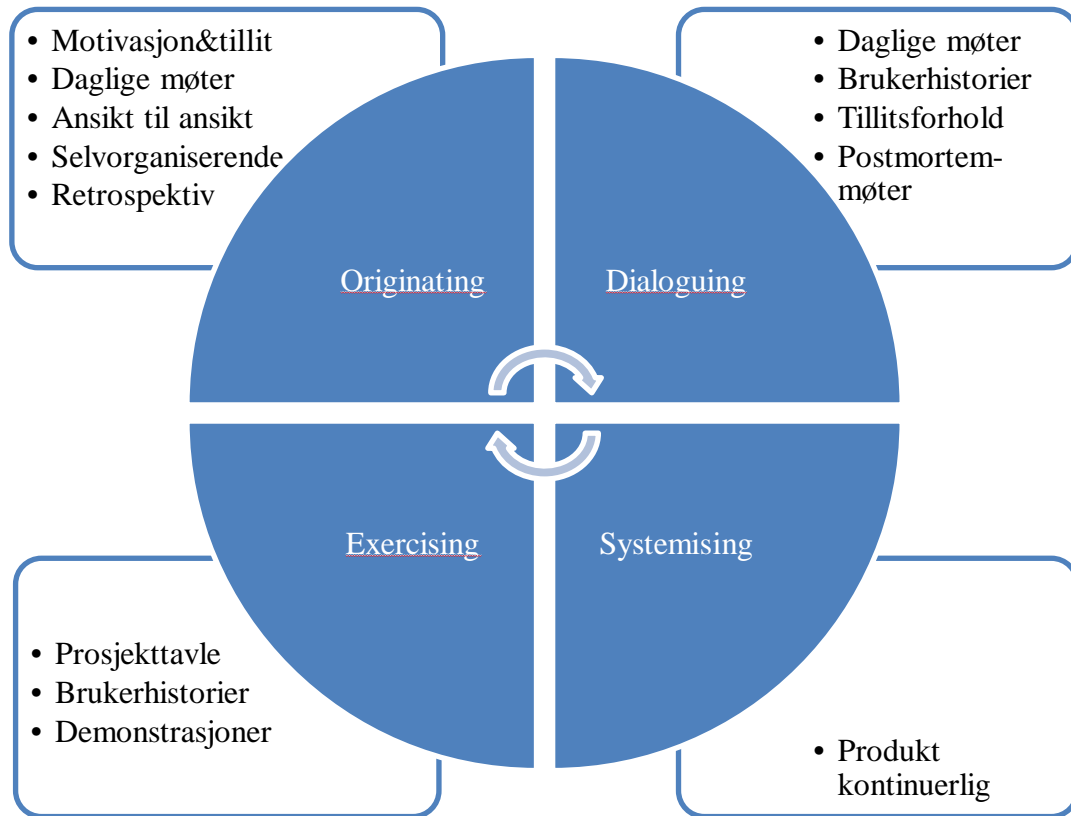 • Motivasjon&tillit
• Daglige møter
• Ansikt til ansikt
• Selvorganiserende
• Retrospektiv
• Daglige møter
• Brukerhistorier
• Tillitsforhold
• Postmortem-
møter
Originating
Dialoguing
Exercising
Systemising
• Prosjekttavle
• Brukerhistorier
• Demonstrasjoner
• Produkt
kontinuerlig